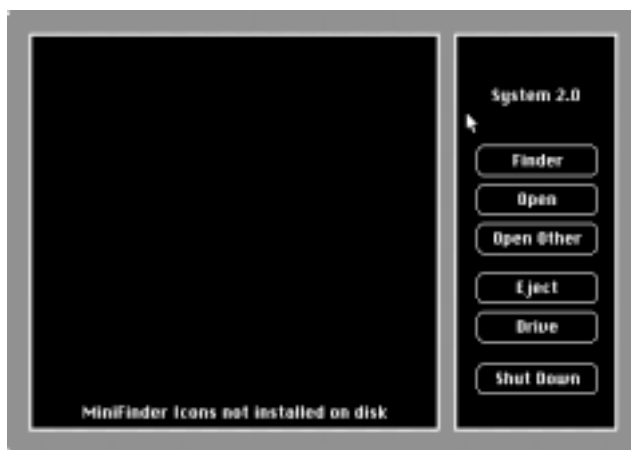 System 2.0
Finder
Open
Open Other
Eject
Drive
Shut Down
MiniFinder Icons not installed on disk